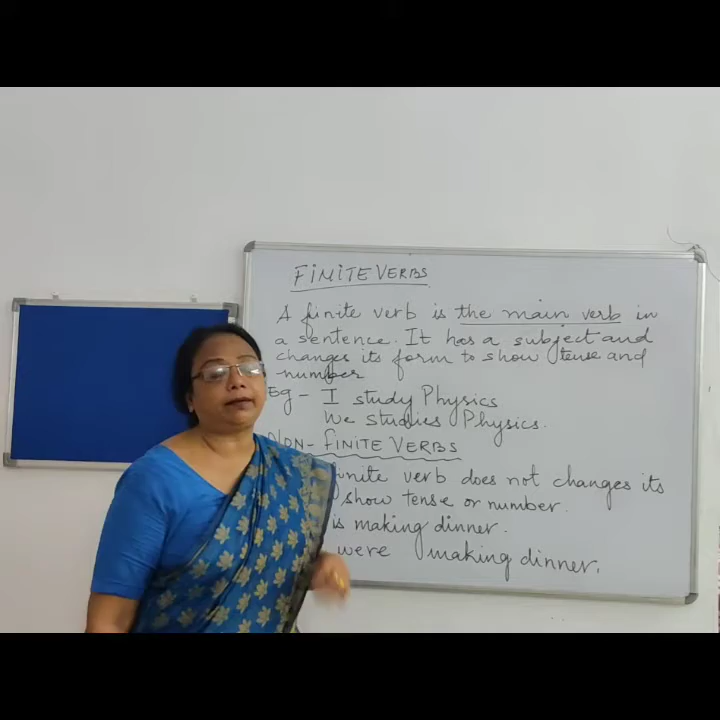 FINITE VERBS
A finite verb is the main verb in
a sentence. It has a subject and
changes its form to show tense and
number
Eg - I study Physics
We studies Physics.
NON-FINITE VERBS
finite verb does not changes its
show tense or number.
is making dinner.
were making dinner.